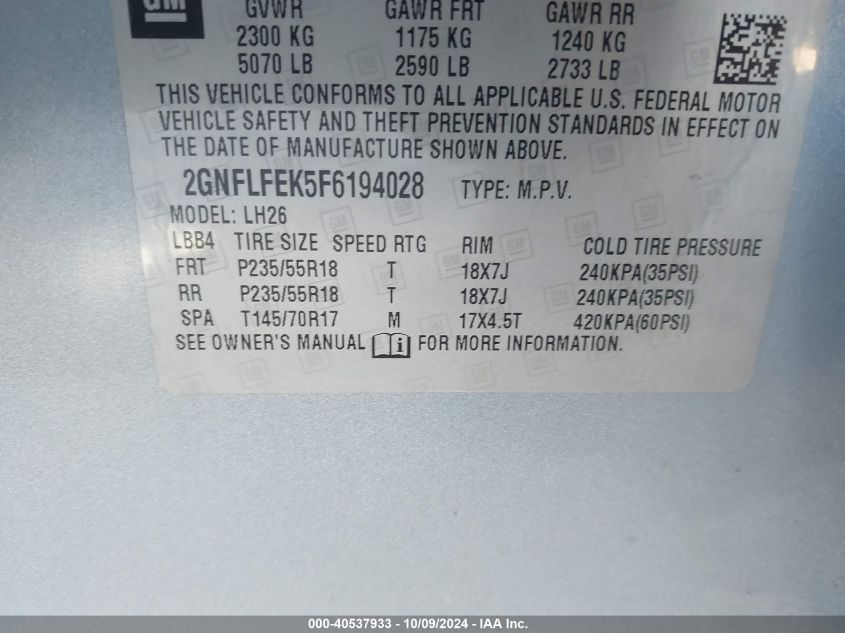 GM
GVWR GAWR FRT GAWR RR
2300 KG 1175 KG 1240 KG
5070 LB 2590 LB 2733 LB
THIS VEHICLE CONFORMS TO ALL APPLICABLE U.S. FEDERAL MOTOR
VEHICLE SAFETY AND THEFT PREVENTION STANDARDS IN EFFECT ON
THE DATE OF MANUFACTURE SHOWN ABOVE.
2GNFLFEK5F6194028 TYPE: M.P.V.
MODEL: LH26
LBB4 TIRE SIZE SPEED RTG RIM COLD TIRE PRESSURE
FRT P235/55R18 T 18X7J 240KPA(35PSI)
RR P235/55R18 T 18X7J 240KPA(35PSI)
SPA T145/70R17 M 17X4.5T 420KPA(60PSI)
SEE OWNER'S MANUAL i FOR MORE INFORMATION.
000-40537933 - 10/09/2024 - IAA Inc.